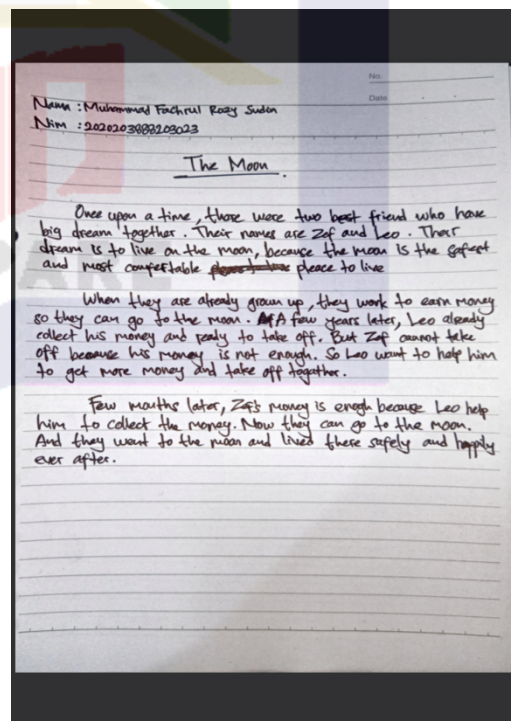 No.
Date
Nama : Muhammad Fachrul Rozy Sudin
Nim : 2020203888203023
The Moon
Once upon a time, there were two best friend who have
big dream together. Their names are Zef and Leo. Their
dream is to live on the moon, because the moon is the safest
and most comfertable pleace to live
When they are already grown up, they work to earn money
so they can go to the moon. A few years later, Leo already
collect his money and ready to take off. But Zef cannot take
off because his money is not enough. So Leo want to help him
to get more money and take off together.
Few mouths later, Zef's money is enogh because Leo help
him to collect the money. Now they can go to the moon.
And they want to the moon and lived there safely and happily
ever after.
PARE